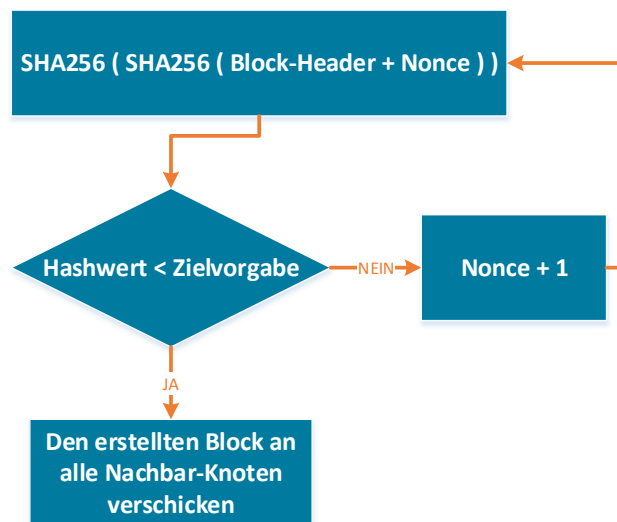 SHA256 ( SHA256 ( Block-Header + Nonce ) )
Hashwert < Zielvorgabe
NEIN
Nonce + 1
JA
Den erstellten Block an
alle Nachbar-Knoten
verschicken